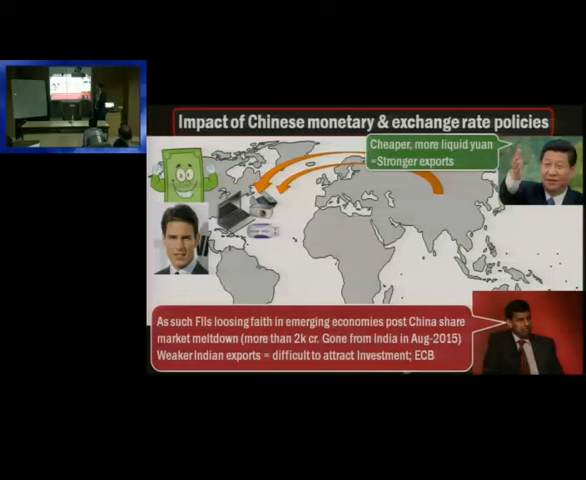 Impact of Chinese monetary & exchange rate policies
Cheaper, more liquid yuan
=Stronger exports
As such FIIs loosing faith in emerging economies post China share
market meltdown (more than 2k cr. Gone from India in Aug-2015)
Weaker Indian exports = difficult to attract Investment; ECB